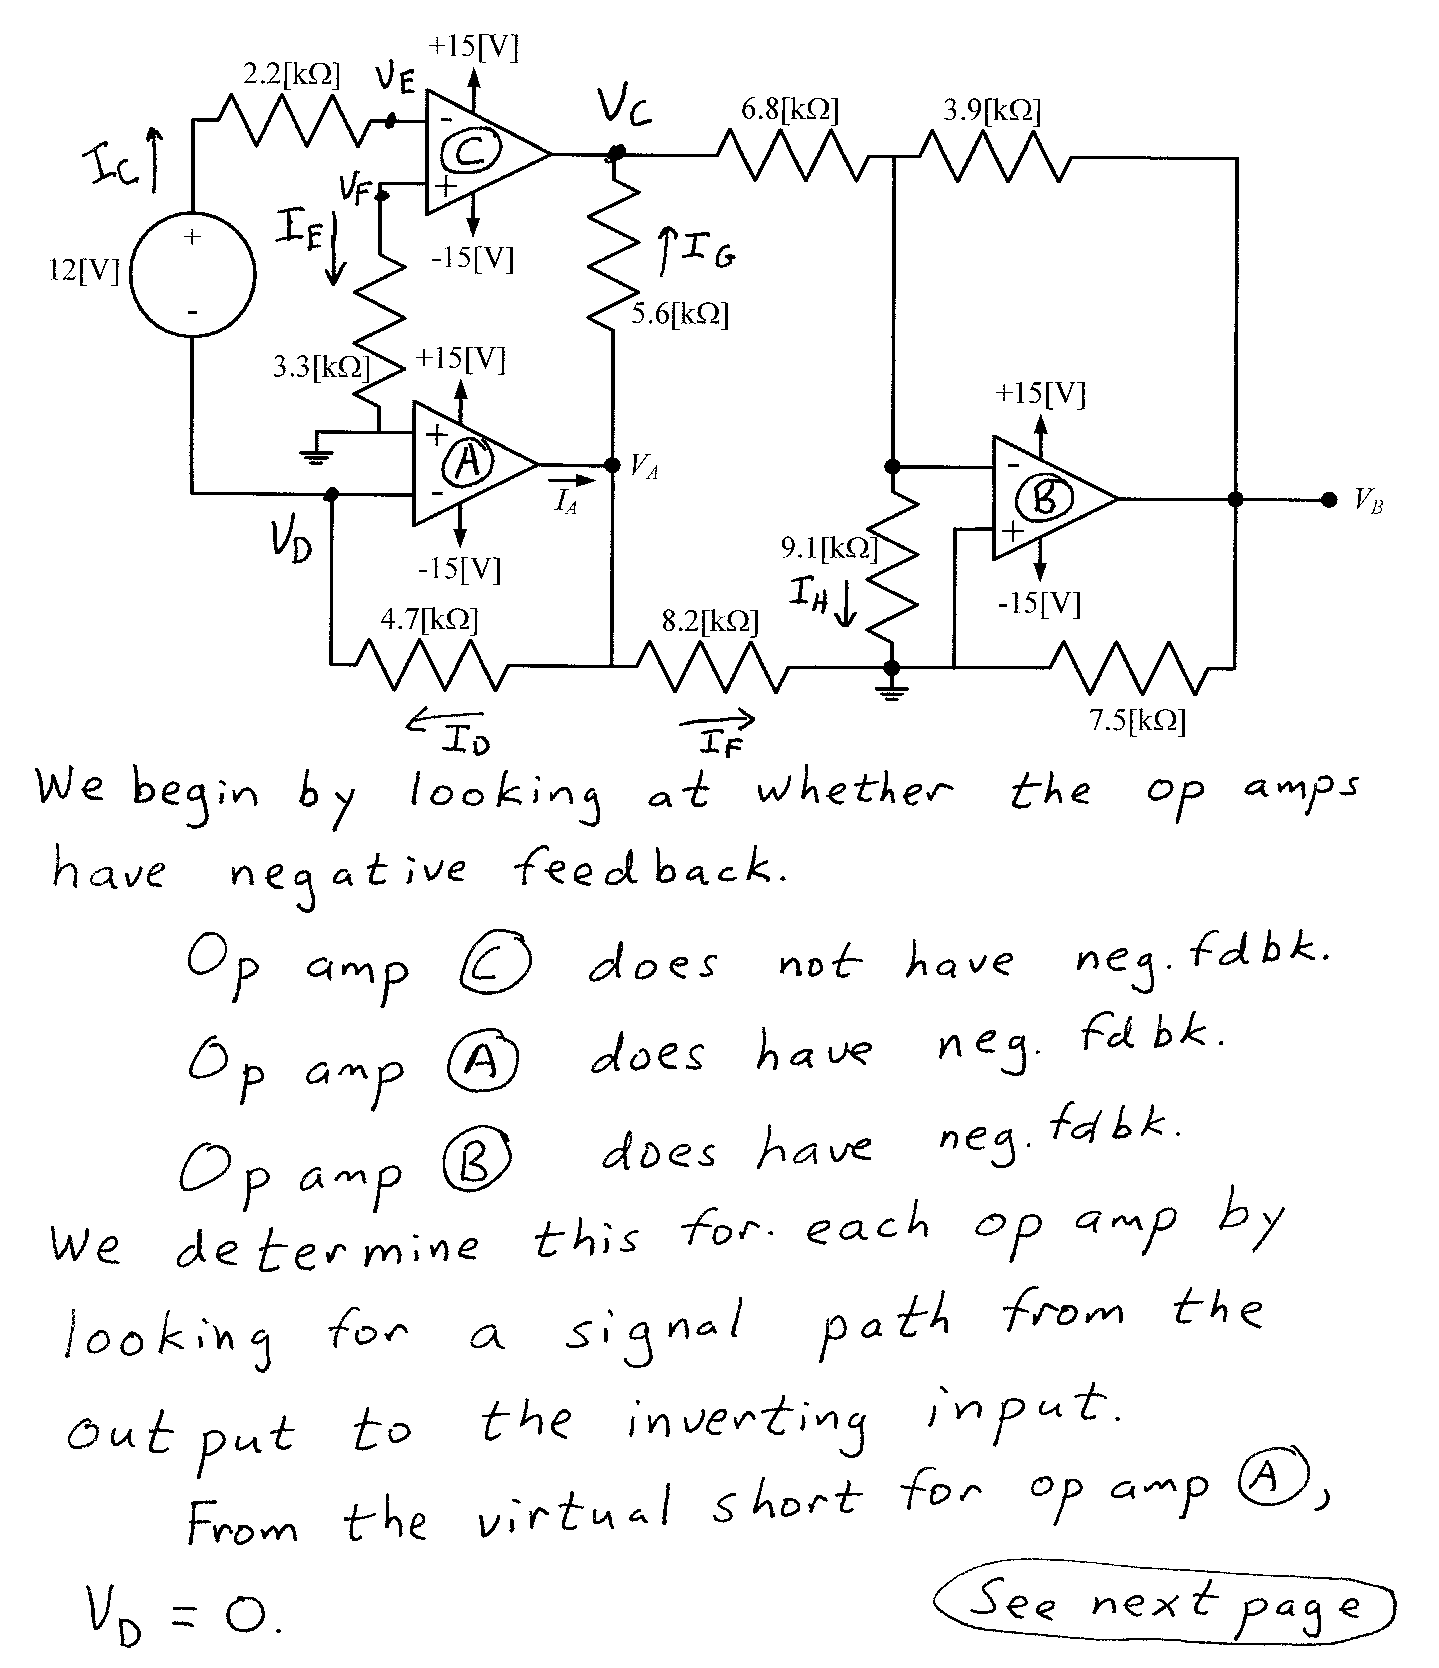 +15[V]
2.2[kΩ]
VE
VC
6.8[kΩ]
3.9[kΩ]
IC
-
C
+
VF
IE
-15[V]
IG
12[V]
+
-
5.6[kΩ]
3.3[kΩ]
+15[V]
+15[V]
+
A
-
VA
IA
-
B
+
VB
VD
-15[V]
9.1[kΩ]
IH
-15[V]
4.7[kΩ]
8.2[kΩ]
7.5[kΩ]
ID
IF
We begin by looking at whether the op amps
have negative feedback.
Op amp C does not have neg. fdbk.
Op amp A does have neg. fdbk.
Op amp B does have neg. fdbk.
We determine this for each op amp by
looking for a signal path from the
output to the inverting input.
From the virtual short for op amp A,
VD = 0.
See next page